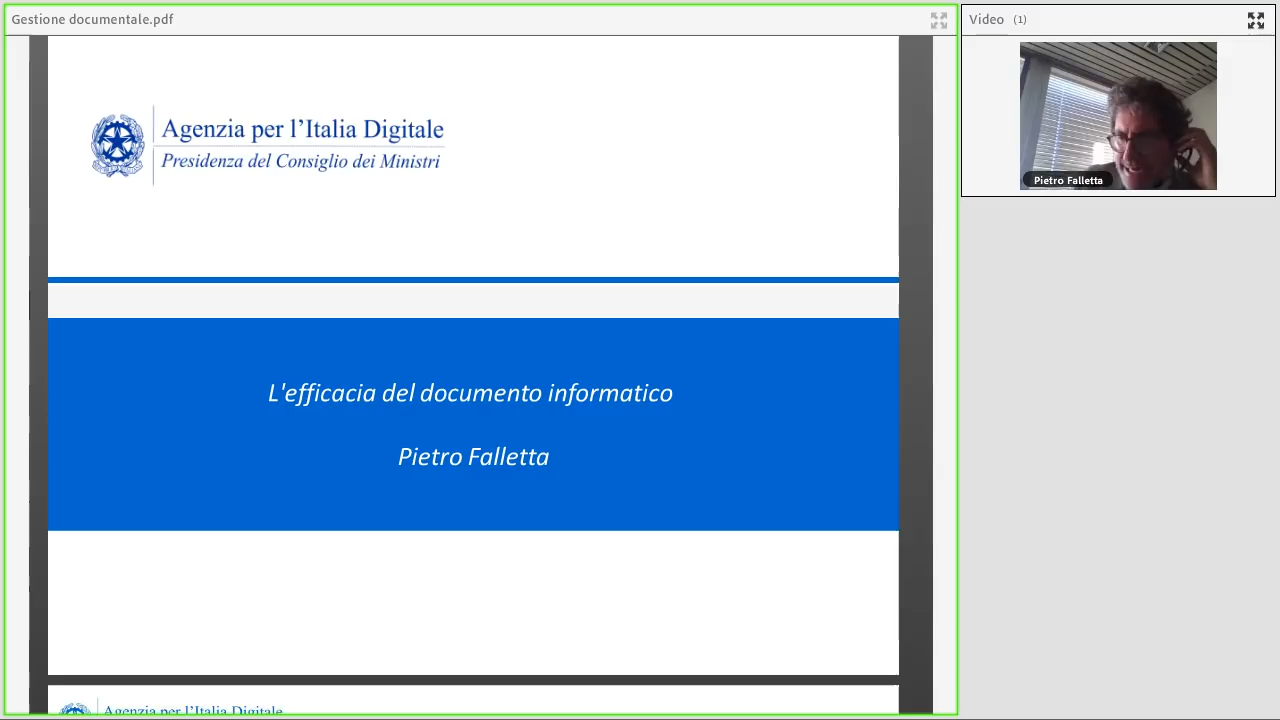 Gestione documentale.pdf
Video (1)
Agenzia per l'Italia Digitale
Presidenza del Consiglio dei Ministri
Pietro Falletta
L'efficacia del documento informatico
Pietro Falletta
Agenzia per l'Italia Digitale